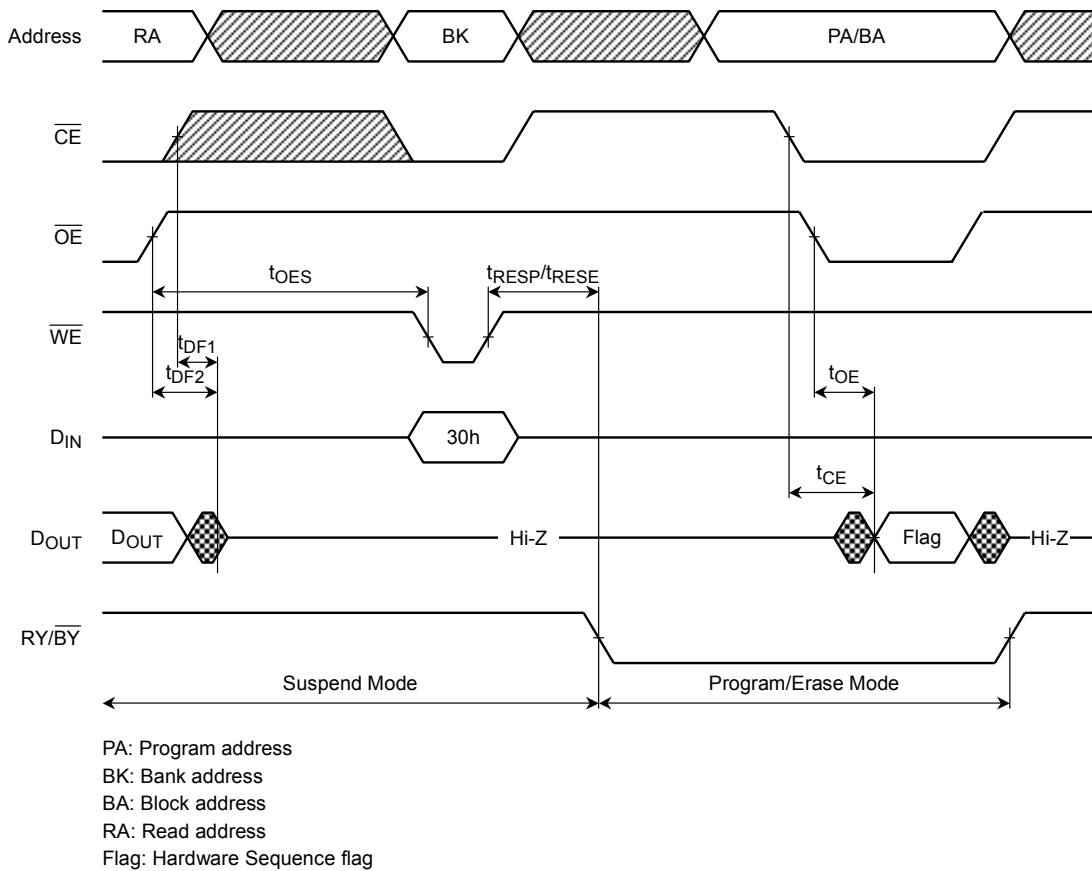 Address RA BK PA/BA
CE
OE
tOES tRESP/tRESE
WE
tDF1
tDF2 tOE
DIN 30h
tCE
DOUT DOUT Hi-Z Flag Hi-Z
RY/BY
Suspend Mode Program/Erase Mode
PA: Program address
BK: Bank address
BA: Block address
RA: Read address
Flag: Hardware Sequence flag